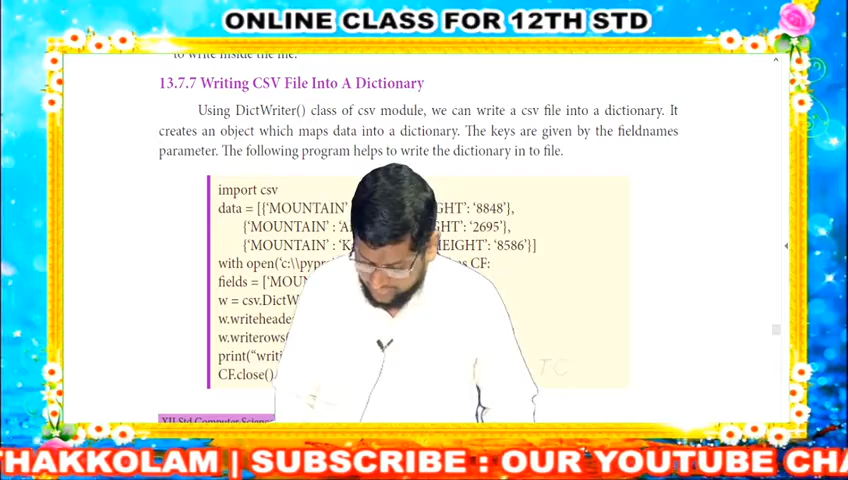 ONLINE CLASS FOR 12TH STD
to write inside the file.
13.7.7 Writing CSV File Into A Dictionary
Using DictWriter() class of csv module, we can write a csv file into a dictionary. It
creates an object which maps data into a dictionary. The keys are given by the fieldnames
parameter. The following program helps to write the dictionary in to file.
import csv
data = [{‘MOUNTAIN’ GHT’: ‘8848’},
{‘MOUNTAIN’ : ‘A GHT’: ‘2695’},
{‘MOUNTAIN’ : ‘K HEIGHT’: ‘8586’}]
with open(‘c:\\pypr as CF:
fields = [‘MOUN
w = csv.DictW
w.writeheade
w.writerows(
print(“writi
CF.close()
TC
XII Std Computer Science
THAKKOLAM | SUBSCRIBE : OUR YOUTUBE CHA